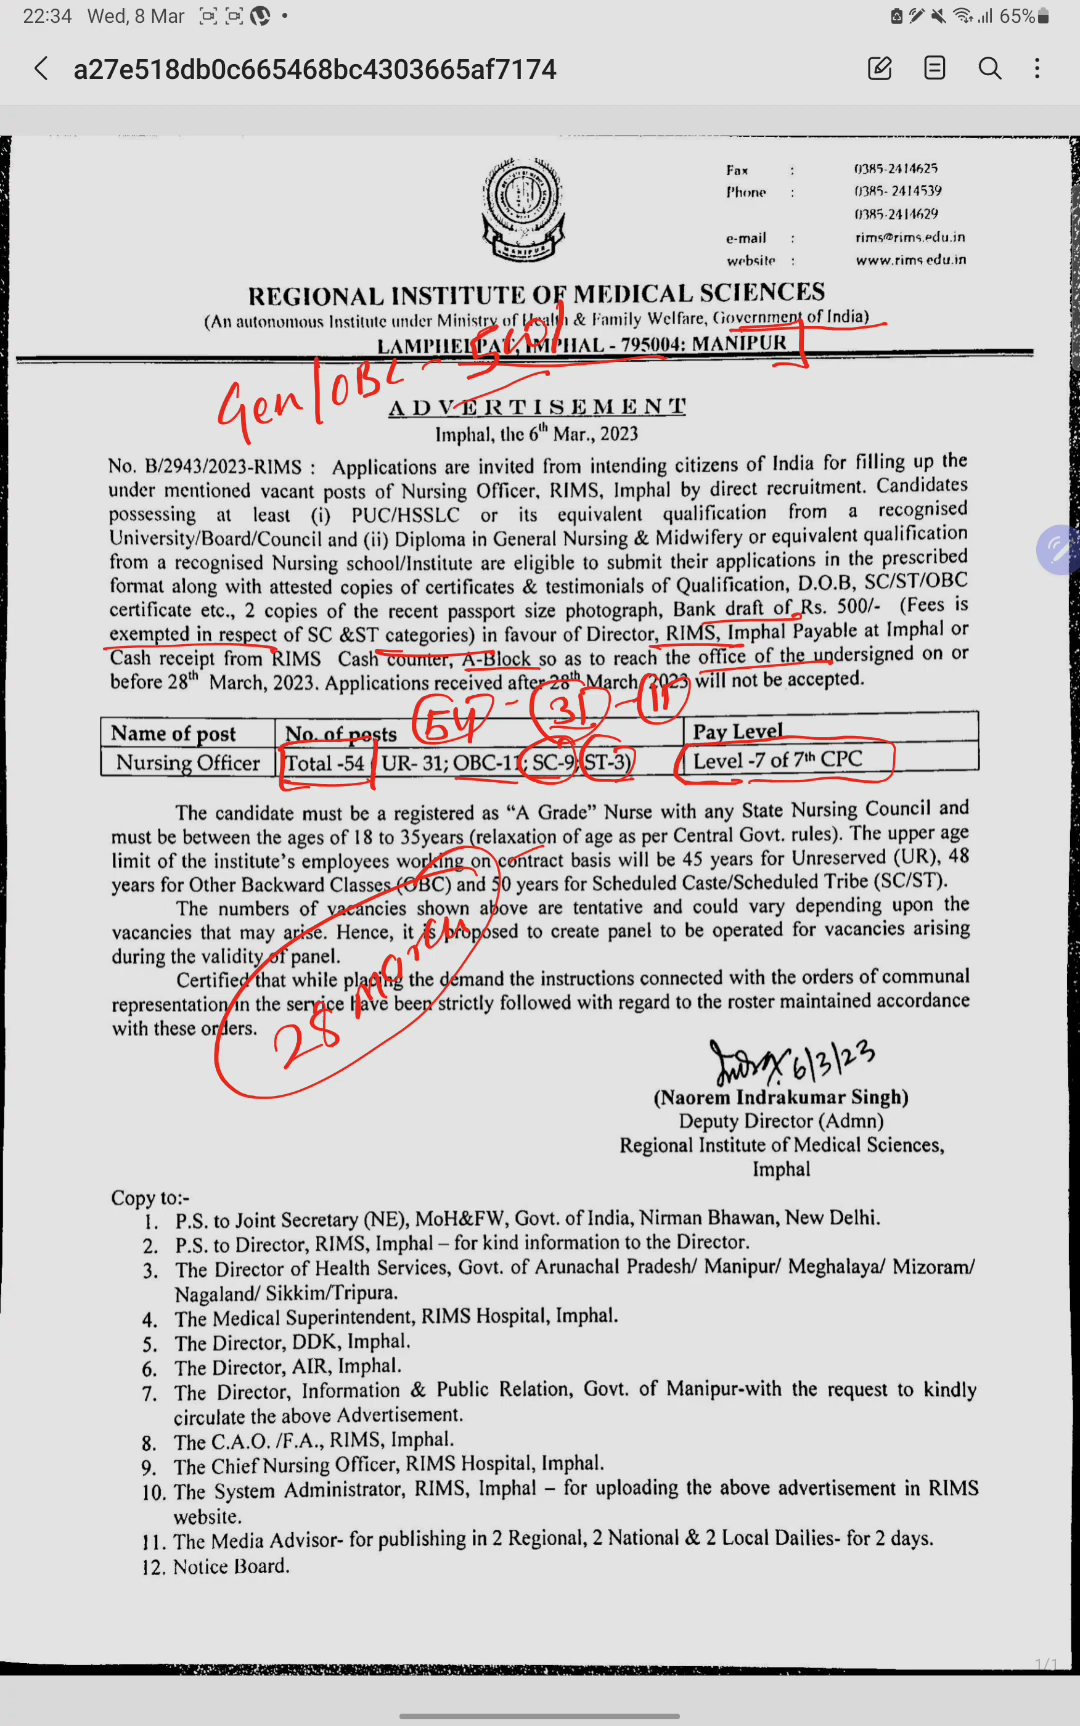 22:34 Wed, 8 Mar
65%
a27e518db0c665468bc4303665af7174
Fax : 0385-2414625
Phone : 0385- 2414539
0385-2414629
e-mail : rims@rims.edu.in
website : www.rims edu.in
MANIPUR
REGIONAL INSTITUTE OF MEDICAL SCIENCES
(An autonomous Institute under Ministry of Health & Family Welfare, Government of India)
LAMPHELPAT, IMPHAL - 795004: MANIPUR
Gen/OBC - 500/
ADVERTISEMENT
Imphal, the 6th Mar., 2023
No. B/2943/2023-RIMS : Applications are invited from intending citizens of India for filling up the
under mentioned vacant posts of Nursing Officer, RIMS, Imphal by direct recruitment. Candidates
possessing at least (i) PUC/HSSLC or its equivalent qualification from a recognised
University/Board/Council and (ii) Diploma in General Nursing & Midwifery or equivalent qualification
from a recognised Nursing school/Institute are eligible to submit their applications in the prescribed
format along with attested copies of certificates & testimonials of Qualification, D.O.B, SC/ST/OBC
certificate etc., 2 copies of the recent passport size photograph, Bank draft of Rs. 500/- (Fees is
exempted in respect of SC &ST categories) in favour of Director, RIMS, Imphal Payable at Imphal or
Cash receipt from RIMS Cash counter, A-Block so as to reach the office of the undersigned on or
before 28th March, 2023. Applications received after 28th March, 2023 will not be accepted.
54 - 31 - 11
Name of post No. of posts Pay Level
Nursing Officer Total -54 UR- 31; OBC-11; SC-9; ST-3) Level -7 of 7th CPC
The candidate must be a registered as “A Grade” Nurse with any State Nursing Council and
must be between the ages of 18 to 35years (relaxation of age as per Central Govt. rules). The upper age
limit of the institute’s employees working on contract basis will be 45 years for Unreserved (UR), 48
years for Other Backward Classes (OBC) and 50 years for Scheduled Caste/Scheduled Tribe (SC/ST).
The numbers of vacancies shown above are tentative and could vary depending upon the
vacancies that may arise. Hence, it is proposed to create panel to be operated for vacancies arising
during the validity of panel.
Certified that while placing the demand the instructions connected with the orders of communal
representation in the service have been strictly followed with regard to the roster maintained accordance
with these orders.
28 march
6/3/23
(Naorem Indrakumar Singh)
Deputy Director (Admn)
Regional Institute of Medical Sciences,
Imphal
Copy to:-
1. P.S. to Joint Secretary (NE), MoH&FW, Govt. of India, Nirman Bhawan, New Delhi.
2. P.S. to Director, RIMS, Imphal – for kind information to the Director.
3. The Director of Health Services, Govt. of Arunachal Pradesh/ Manipur/ Meghalaya/ Mizoram/
Nagaland/ Sikkim/Tripura.
4. The Medical Superintendent, RIMS Hospital, Imphal.
5. The Director, DDK, Imphal.
6. The Director, AIR, Imphal.
7. The Director, Information & Public Relation, Govt. of Manipur-with the request to kindly
circulate the above Advertisement.
8. The C.A.O. /F.A., RIMS, Imphal.
9. The Chief Nursing Officer, RIMS Hospital, Imphal.
10. The System Administrator, RIMS, Imphal – for uploading the above advertisement in RIMS
website.
11. The Media Advisor- for publishing in 2 Regional, 2 National & 2 Local Dailies- for 2 days.
12. Notice Board.
1/1